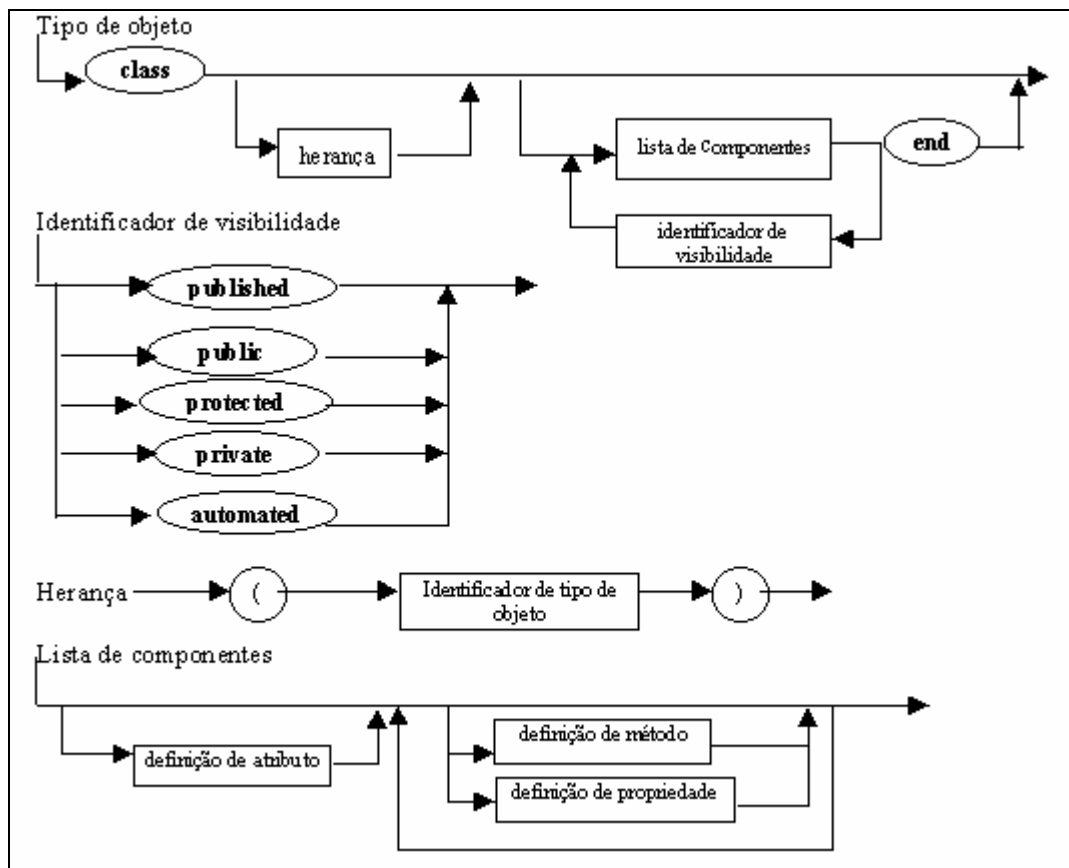 Tipo de objeto
class
herança
lista de Componentes
end
identificador de
visibilidade
Identificador de visibilidade
published
public
protected
private
automated
Herança
(
Identificador de tipo de
objeto
)
Lista de componentes
definição de atributo
definição de método
definição de propriedade